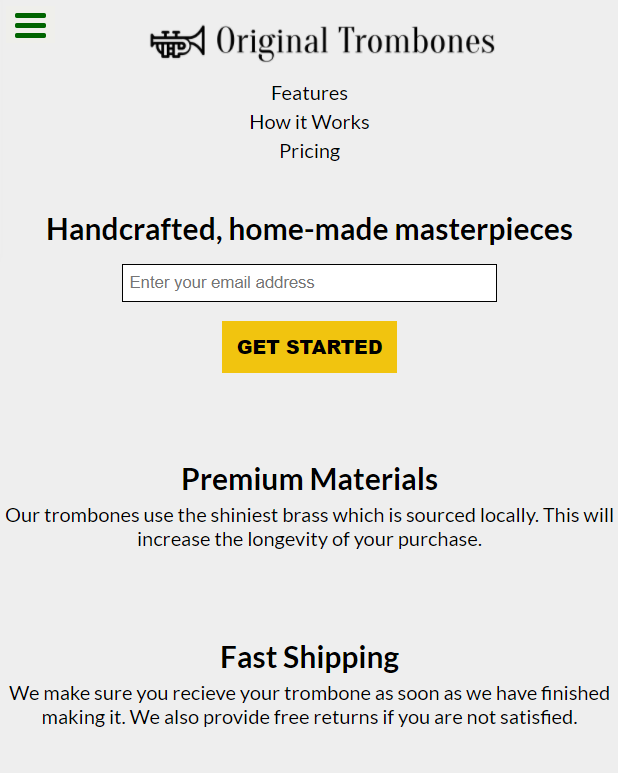 Original Trombones
Features
How it Works
Pricing
Handcrafted, home-made masterpieces
Enter your email address
GET STARTED
Premium Materials
Our trombones use the shiniest brass which is sourced locally. This will
increase the longevity of your purchase.
Fast Shipping
We make sure you recieve your trombone as soon as we have finished
making it. We also provide free returns if you are not satisfied.